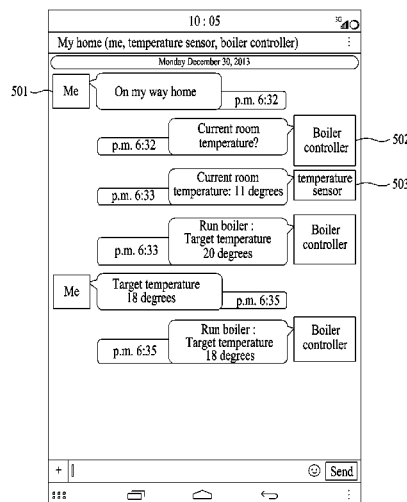 10 : 05
3G
My home (me, temperature sensor, boiler controller)
Monday December 30, 2013
501
Me
On my way home
p.m. 6:32
Current room
temperature?
p.m. 6:32
Boiler
controller
502
Current room
temperature: 11 degrees
p.m. 6:33
temperature
sensor
503
Run boiler :
Target temperature
20 degrees
p.m. 6:33
Boiler
controller
Me
Target temperature
18 degrees
p.m. 6:35
Run boiler :
Target temperature
18 degrees
p.m. 6:35
Boiler
controller
+
Send